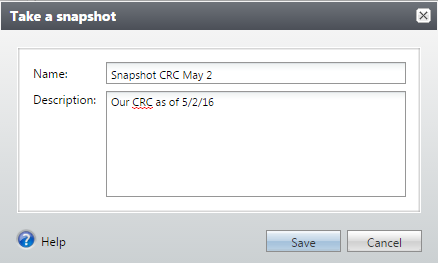 Take a snapshot
Name: Snapshot CRC May 2
Description: Our CRC as of 5/2/16
Help Save Cancel